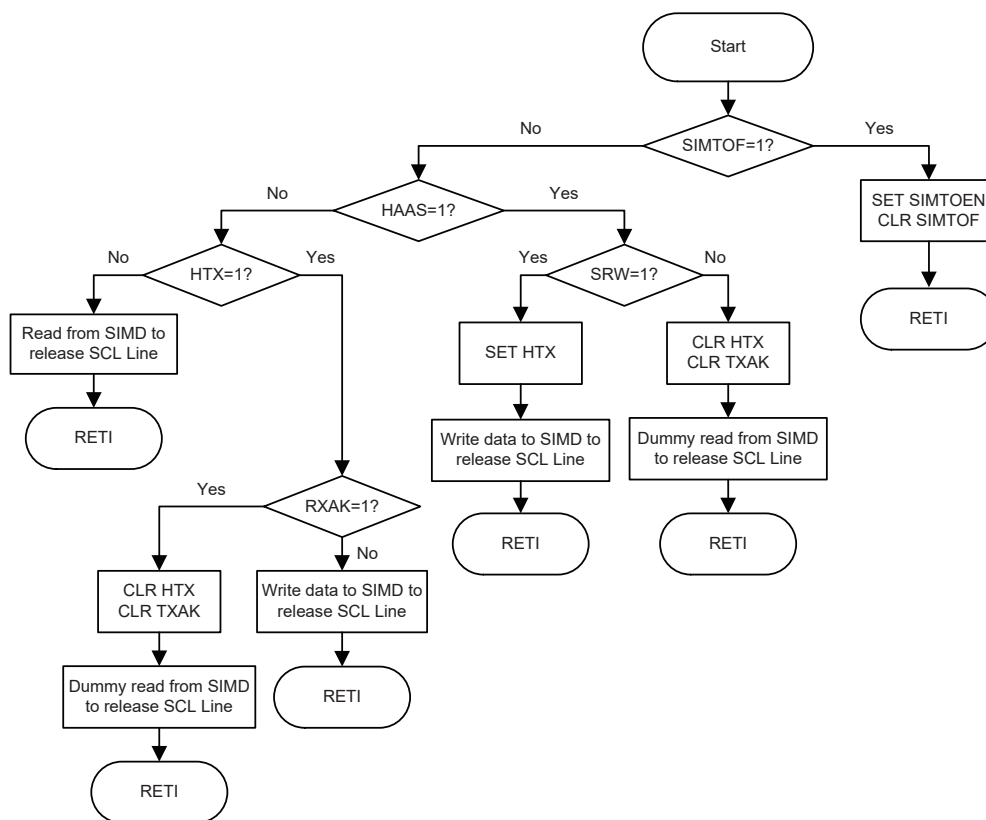 Start
No
SIMTOF=1?
Yes
No
HAAS=1?
Yes
SET SIMTOEN
CLR SIMTOF
No
HTX=1?
Yes
Yes
SRW=1?
No
RETI
Read from SIMD to
release SCL Line
SET HTX
CLR HTX
CLR TXAK
RETI
Write data to SIMD to
release SCL Line
Dummy read from SIMD
to release SCL Line
Yes
RXAK=1?
No
RETI
RETI
CLR HTX
CLR TXAK
Write data to SIMD to
release SCL Line
Dummy read from SIMD
to release SCL Line
RETI
RETI